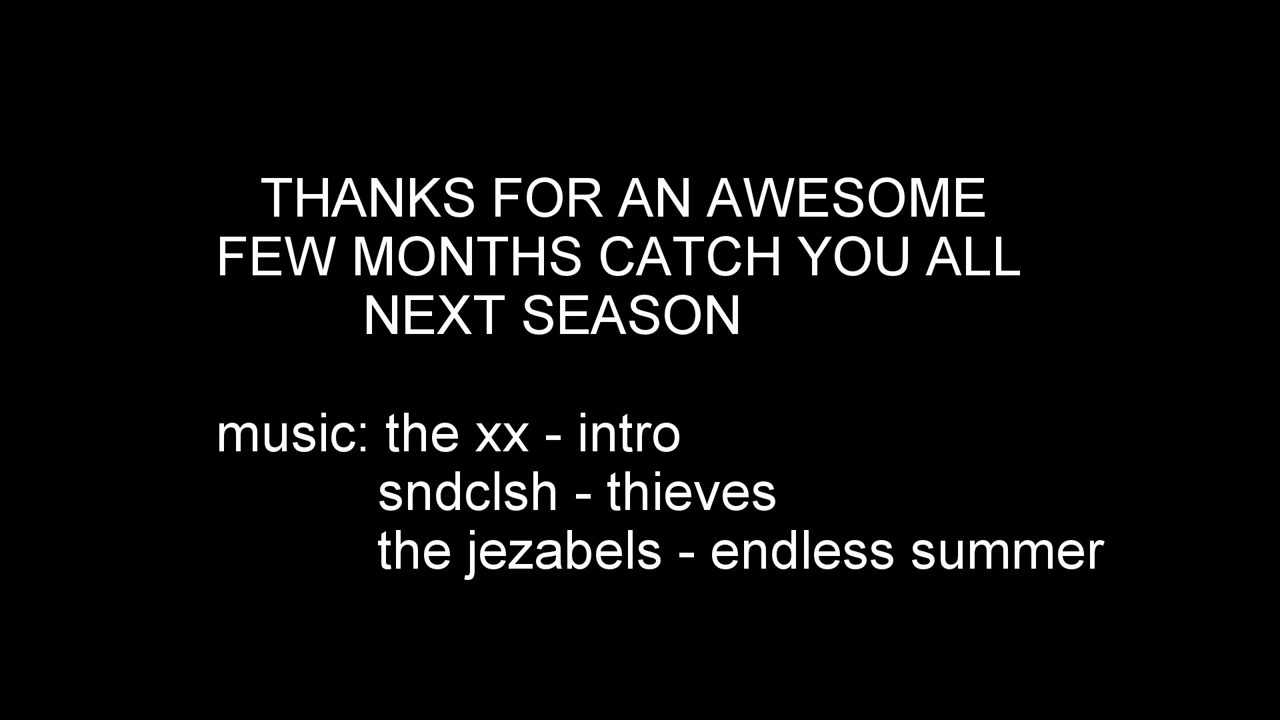 THANKS FOR AN AWESOME
FEW MONTHS CATCH YOU ALL
NEXT SEASON
music: the xx - intro
sndclsh - thieves
the jezabels - endless summer